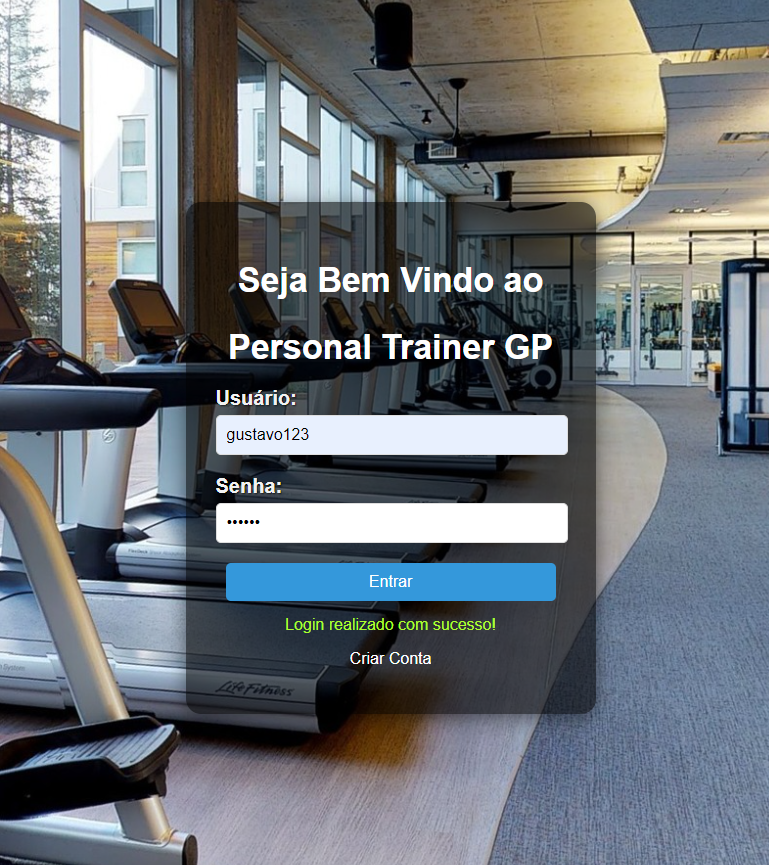 Seja Bem Vindo ao
Personal Trainer GP
Usuário:
gustavo123
Senha:
••••••
Entrar
Login realizado com sucesso!
Criar Conta
LifeFitness